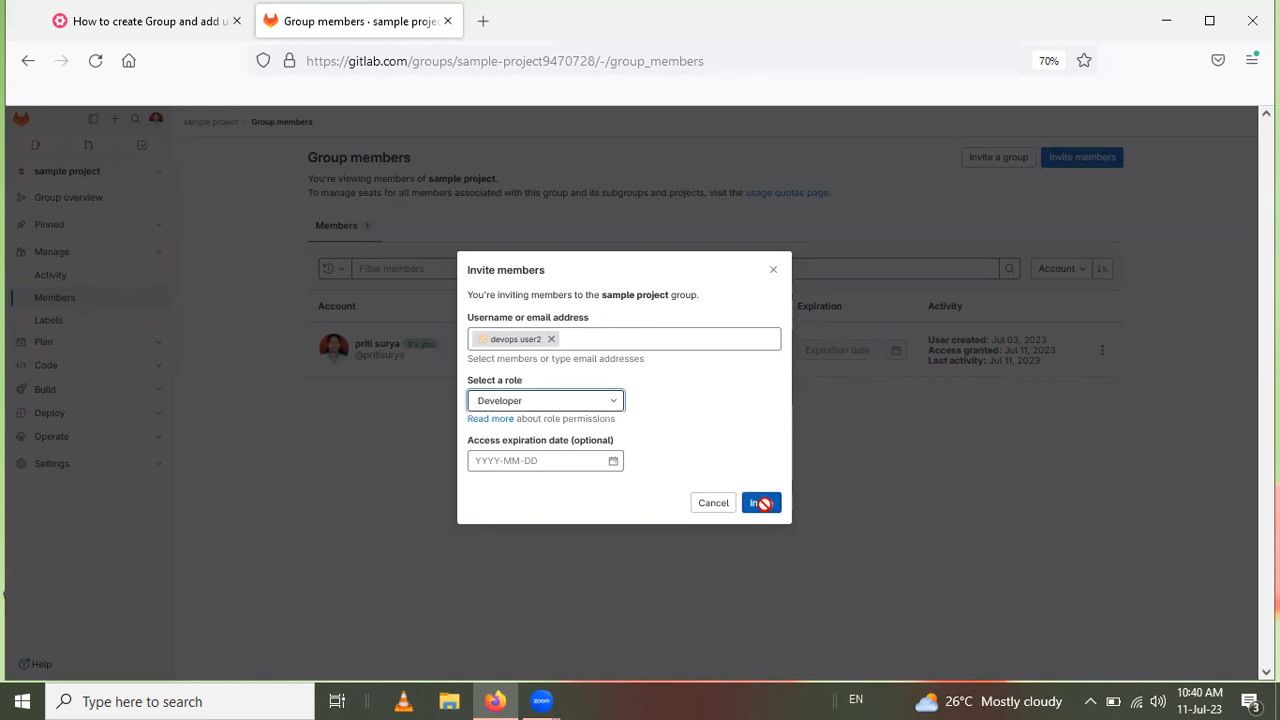 How to create Group and add u
Group members · sample projec
https://gitlab.com/groups/sample-project9470728/-/group_members
70%
sample project
Group members
S
sample project
Group overview
Pinned
Manage
Activity
Members
Labels
Plan
Code
Build
Deploy
Operate
Settings
Help
Group members
Invite a group
Invite members
You're viewing members of sample project.
To manage seats for all members associated with this group and its subgroups and projects, visit the usage quotas page.
Members 1
Filter members
Account
Account
Expiration
Activity
priti surya It's you
@pritisurya
Expiration date
User created: Jul 03, 2023
Access granted: Jul 11, 2023
Last activity: Jul 11, 2023
Invite members
You're inviting members to the sample project group.
Username or email address
devops user2
Select members or type email addresses
Select a role
Developer
Read more about role permissions
Access expiration date (optional)
YYYY-MM-DD
Cancel
Type here to search
zoom
EN
26°C Mostly cloudy
10:40 AM
11-Jul-23
3